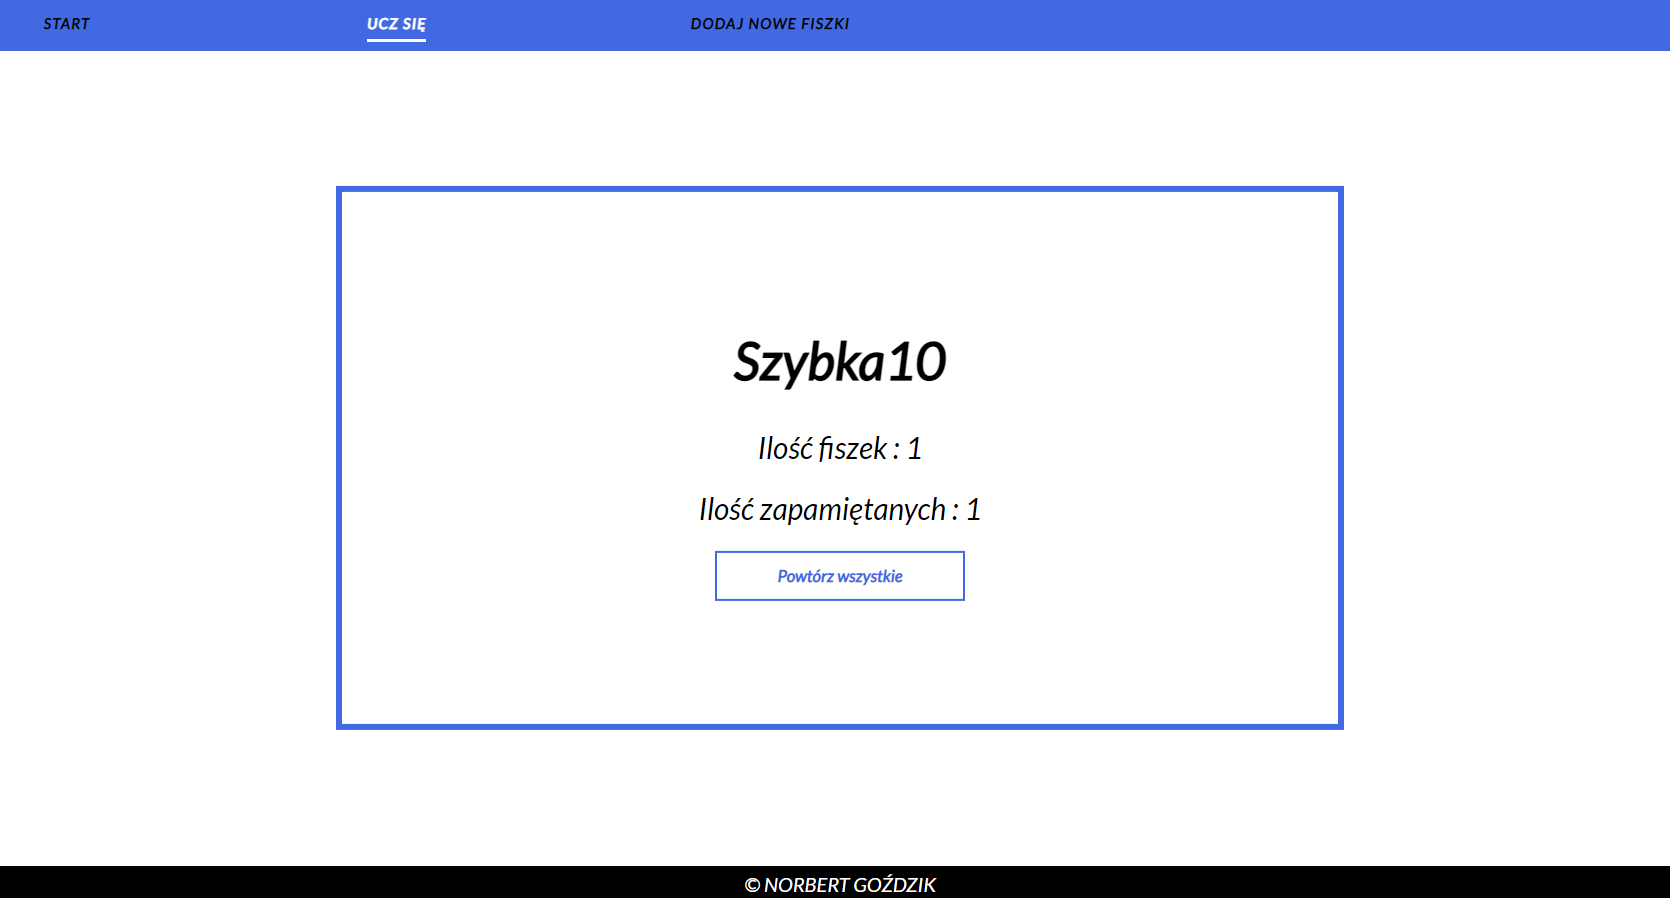 START
UCZ SIĘ
DODAJ NOWE FISZKI
Szybka10
Ilość fiszek : 1
Ilość zapamiętanych : 1
Powtórz wszystkie
© NORBERT GOŹDZIK